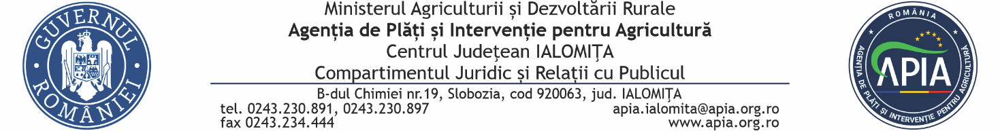 GUVERNUL ROMÂNIEI
Ministerul Agriculturii și Dezvoltării Rurale
Agenția de Plăți și Intervenție pentru Agricultură
Centrul Județean IALOMIŢA
Compartimentul Juridic și Relații cu Publicul
B-dul Chimiei nr.19, Slobozia, cod 920063, jud. IALOMIŢA
tel. 0243.230.891, 0243.230.897 apia.ialomita@apia.org.ro
fax 0243.234.444 www.apia.org.ro
ROMÂNIA
APIA
AGENȚIA DE PLĂȚI ȘI INTERVENȚIE PENTRU AGRICULTURĂ